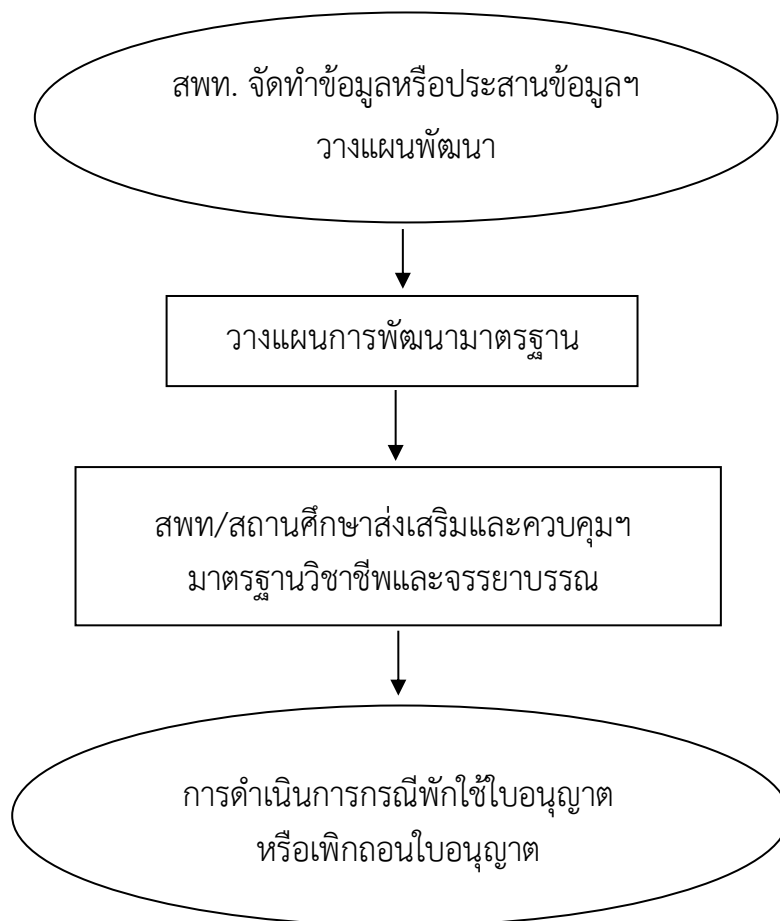 สพท. จัดทำข้อมูลหรือประสานข้อมูลฯ
วางแผนพัฒนา
วางแผนการพัฒนามาตรฐาน
สพท/สถานศึกษาส่งเสริมและควบคุมฯ
มาตรฐานวิชาชีพและจรรยาบรรณ
การดำเนินการกรณีพักใช้ใบอนุญาต
หรือเพิกถอนใบอนุญาต